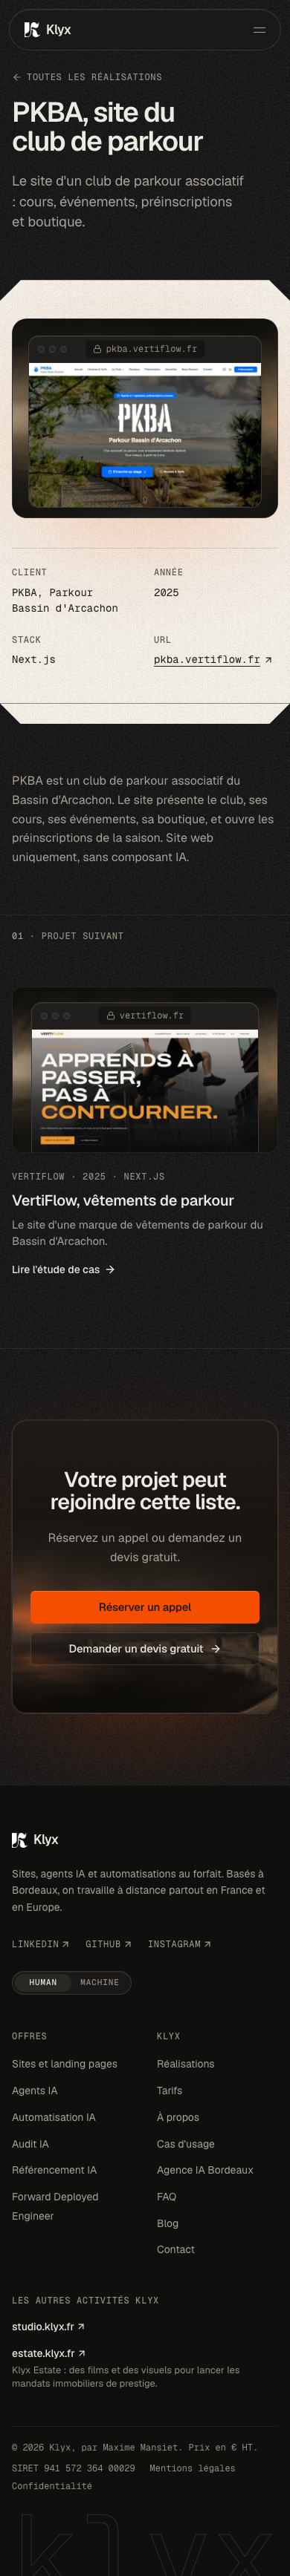 Klyx
← TOUTES LES RÉALISATIONS
PKBA, site du
club de parkour
Le site d'un club de parkour associatif
: cours, événements, préinscriptions
et boutique.
pkba.vertiflow.fr
PKBA
PKBA
Parkour Bassin d'Arcachon
CLIENT
PKBA, Parkour
Bassin d'Arcachon
ANNÉE
2025
STACK
Next.js
URL
pkba.vertiflow.fr ↗
PKBA est un club de parkour associatif du
Bassin d'Arcachon. Le site présente le club, ses
cours, ses événements, sa boutique, et ouvre les
préinscriptions de la saison. Site web
uniquement, sans composant IA.
01 · PROJET SUIVANT
vertiflow.fr
VERTIFLOW
APPRENDS À
PASSER,
PAS À
CONTOURNER.
VERTIFLOW · 2025 · NEXT.JS
VertiFlow, vêtements de parkour
Le site d'une marque de vêtements de parkour du
Bassin d'Arcachon.
Lire l'étude de cas →
Votre projet peut
rejoindre cette liste.
Réservez un appel ou demandez un
devis gratuit.
Réserver un appel
Demander un devis gratuit →
Klyx
Sites, agents IA et automatisations au forfait. Basés à
Bordeaux, on travaille à distance partout en France et
en Europe.
LINKEDIN ↗ GITHUB ↗ INSTAGRAM ↗
HUMAN MACHINE
OFFRES
Sites et landing pages
Agents IA
Automatisation IA
Audit IA
Référencement IA
Forward Deployed
Engineer
KLYX
Réalisations
Tarifs
À propos
Cas d'usage
Agence IA Bordeaux
FAQ
Blog
Contact
LES AUTRES ACTIVITÉS KLYX
studio.klyx.fr ↗
estate.klyx.fr ↗
Klyx Estate : des films et des visuels pour lancer les
mandats immobiliers de prestige.
© 2026 Klyx, par Maxime Mansiet. Prix en € HT.
SIRET 941 572 364 00029 Mentions légales
Confidentialité
klyx